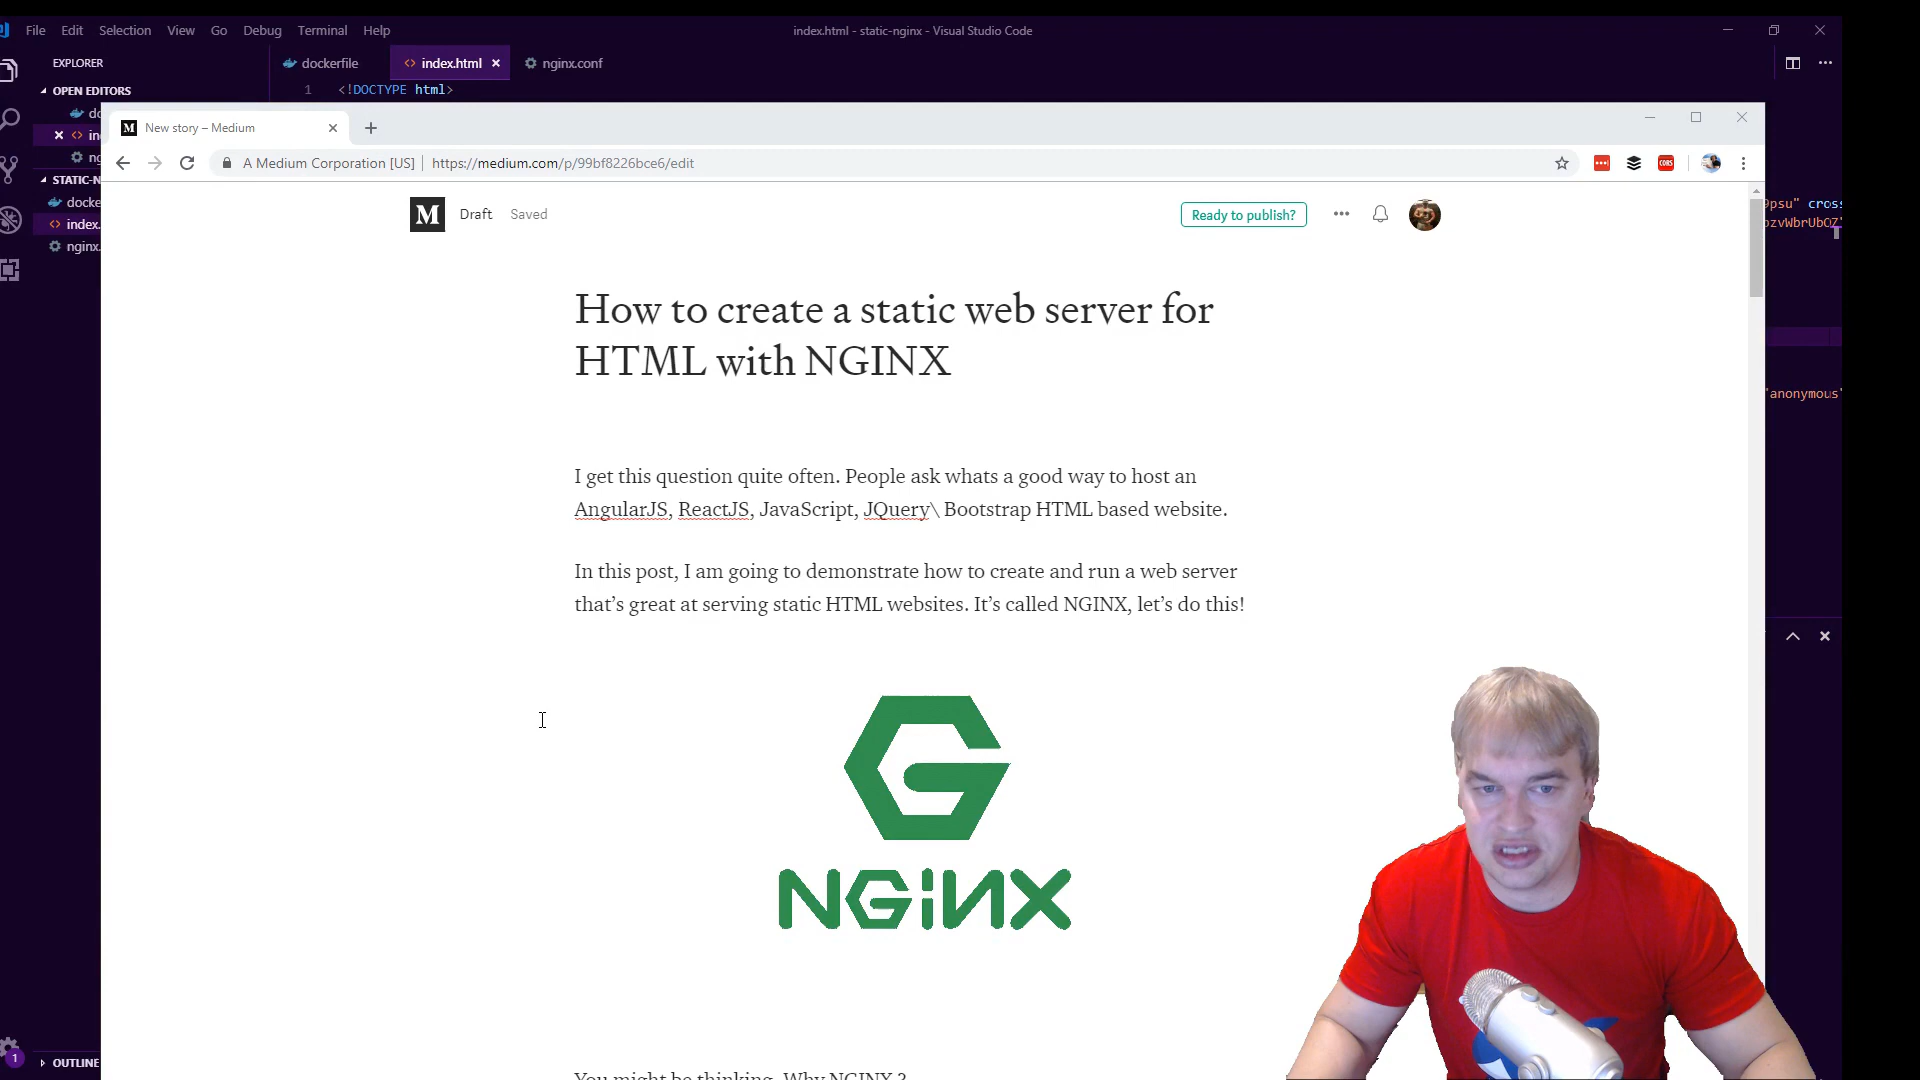 File Edit Selection View Go Debug Terminal Help
index.html - static-nginx - Visual Studio Code
EXPLORER
dockerfile
index.html
nginx.conf
OPEN EDITORS
1 <!DOCTYPE html>
STATIC-N
docke
index.
nginx.
OUTLINE
1
New story – Medium
A Medium Corporation [US] | https://medium.com/p/99bf8226bce6/edit
CORS
M Draft Saved
Ready to publish?
How to create a static web server for
HTML with NGINX
I get this question quite often. People ask whats a good way to host an
AngularJS, ReactJS, JavaScript, JQuery\ Bootstrap HTML based website.
In this post, I am going to demonstrate how to create and run a web server
that's great at serving static HTML websites. It's called NGINX, let's do this!
NGiNX
You might be thinking, Why NGINX ?
9psu" cross
"anonymous"